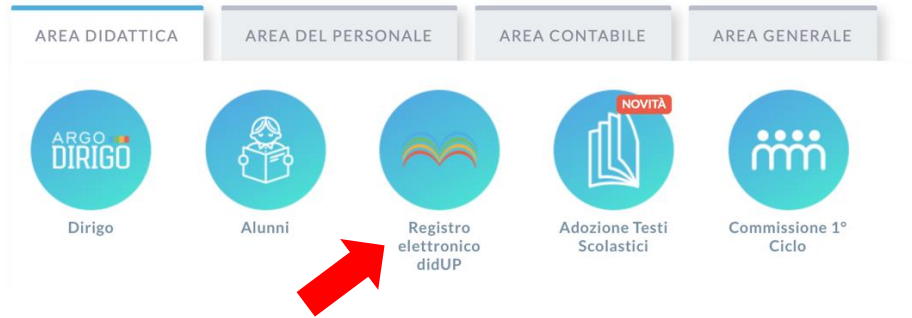 AREA DIDATTICA
AREA DEL PERSONALE
AREA CONTABILE
AREA GENERALE
ARGO
DIRIGO
NOVITÀ
Dirigo
Alunni
Registro
elettronico
didUP
Adozione Testi
Scolastici
Commissione 1°
Ciclo